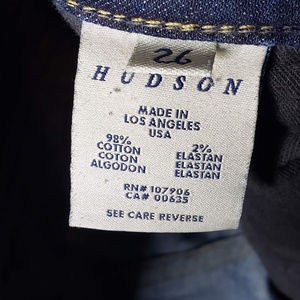 26
HUDSON
MADE IN
LOS ANGELES
USA
98% 2%
COTTON ELASTAN
COTON ELASTAN
ALGODON ELASTAN
RN# 107906
CA# 00635
SEE CARE REVERSE